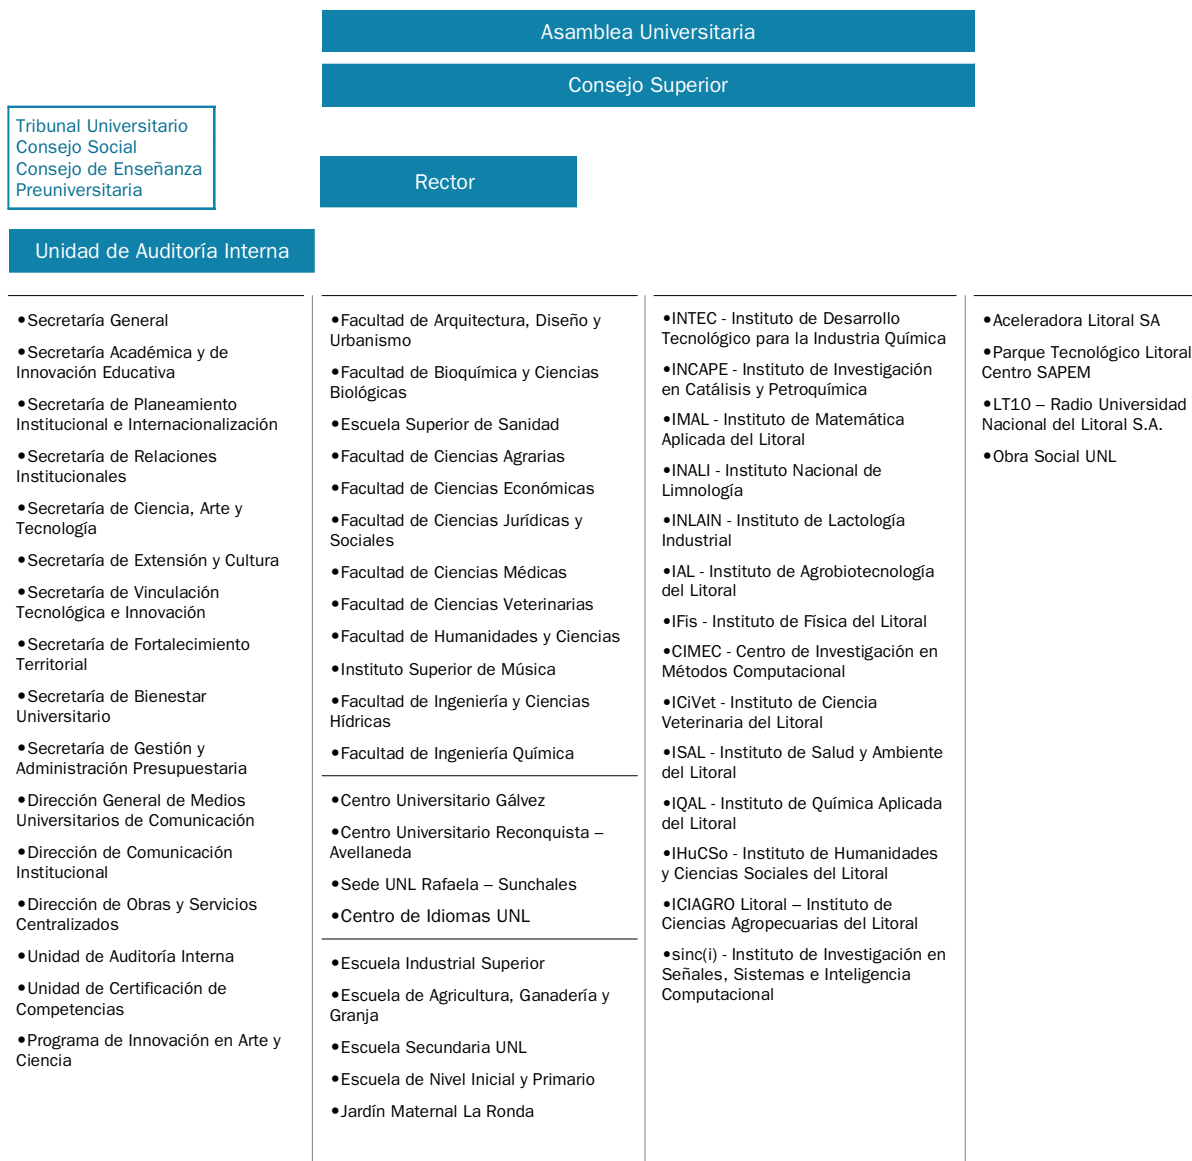 Asamblea Universitaria
Consejo Superior
Tribunal Universitario
Consejo Social
Consejo de Enseñanza
Preuniversitaria
Rector
Unidad de Auditoría Interna
•Secretaría General
•Secretaría Académica y de
Innovación Educativa
•Secretaría de Planeamiento
Institucional e Internacionalización
•Secretaría de Relaciones
Institucionales
•Secretaría de Ciencia, Arte y
Tecnología
•Secretaría de Extensión y Cultura
•Secretaría de Vinculación
Tecnológica e Innovación
•Secretaría de Fortalecimiento
Territorial
•Secretaría de Bienestar
Universitario
•Secretaría de Gestión y
Administración Presupuestaria
•Dirección General de Medios
Universitarios de Comunicación
•Dirección de Comunicación
Institucional
•Dirección de Obras y Servicios
Centralizados
•Unidad de Auditoría Interna
•Unidad de Certificación de
Competencias
•Programa de Innovación en Arte y
Ciencia
•Facultad de Arquitectura, Diseño y
Urbanismo
•Facultad de Bioquímica y Ciencias
Biológicas
•Escuela Superior de Sanidad
•Facultad de Ciencias Agrarias
•Facultad de Ciencias Económicas
•Facultad de Ciencias Jurídicas y
Sociales
•Facultad de Ciencias Médicas
•Facultad de Ciencias Veterinarias
•Facultad de Humanidades y Ciencias
•Instituto Superior de Música
•Facultad de Ingeniería y Ciencias
Hídricas
•Facultad de Ingeniería Química
•Centro Universitario Gálvez
•Centro Universitario Reconquista –
Avellaneda
•Sede UNL Rafaela – Sunchales
•Centro de Idiomas UNL
•Escuela Industrial Superior
•Escuela de Agricultura, Ganadería y
Granja
•Escuela Secundaria UNL
•Escuela de Nivel Inicial y Primario
•Jardín Maternal La Ronda
•INTEC - Instituto de Desarrollo
Tecnológico para la Industria Química
•INCAPE - Instituto de Investigación
en Catálisis y Petroquímica
•IMAL - Instituto de Matemática
Aplicada del Litoral
•INALI - Instituto Nacional de
Limnología
•INLAIN - Instituto de Lactología
Industrial
•IAL - Instituto de Agrobiotecnología
del Litoral
•IFis - Instituto de Física del Litoral
•CIMEC - Centro de Investigación en
Métodos Computacional
•ICiVet - Instituto de Ciencia
Veterinaria del Litoral
•ISAL - Instituto de Salud y Ambiente
del Litoral
•IQAL - Instituto de Química Aplicada
del Litoral
•IHuCSo - Instituto de Humanidades
y Ciencias Sociales del Litoral
•ICIAGRO Litoral – Instituto de
Ciencias Agropecuarias del Litoral
•sinc(i) - Instituto de Investigación en
Señales, Sistemas e Inteligencia
Computacional
•Aceleradora Litoral SA
•Parque Tecnológico Litoral
Centro SAPEM
•LT10 – Radio Universidad
Nacional del Litoral S.A.
•Obra Social UNL